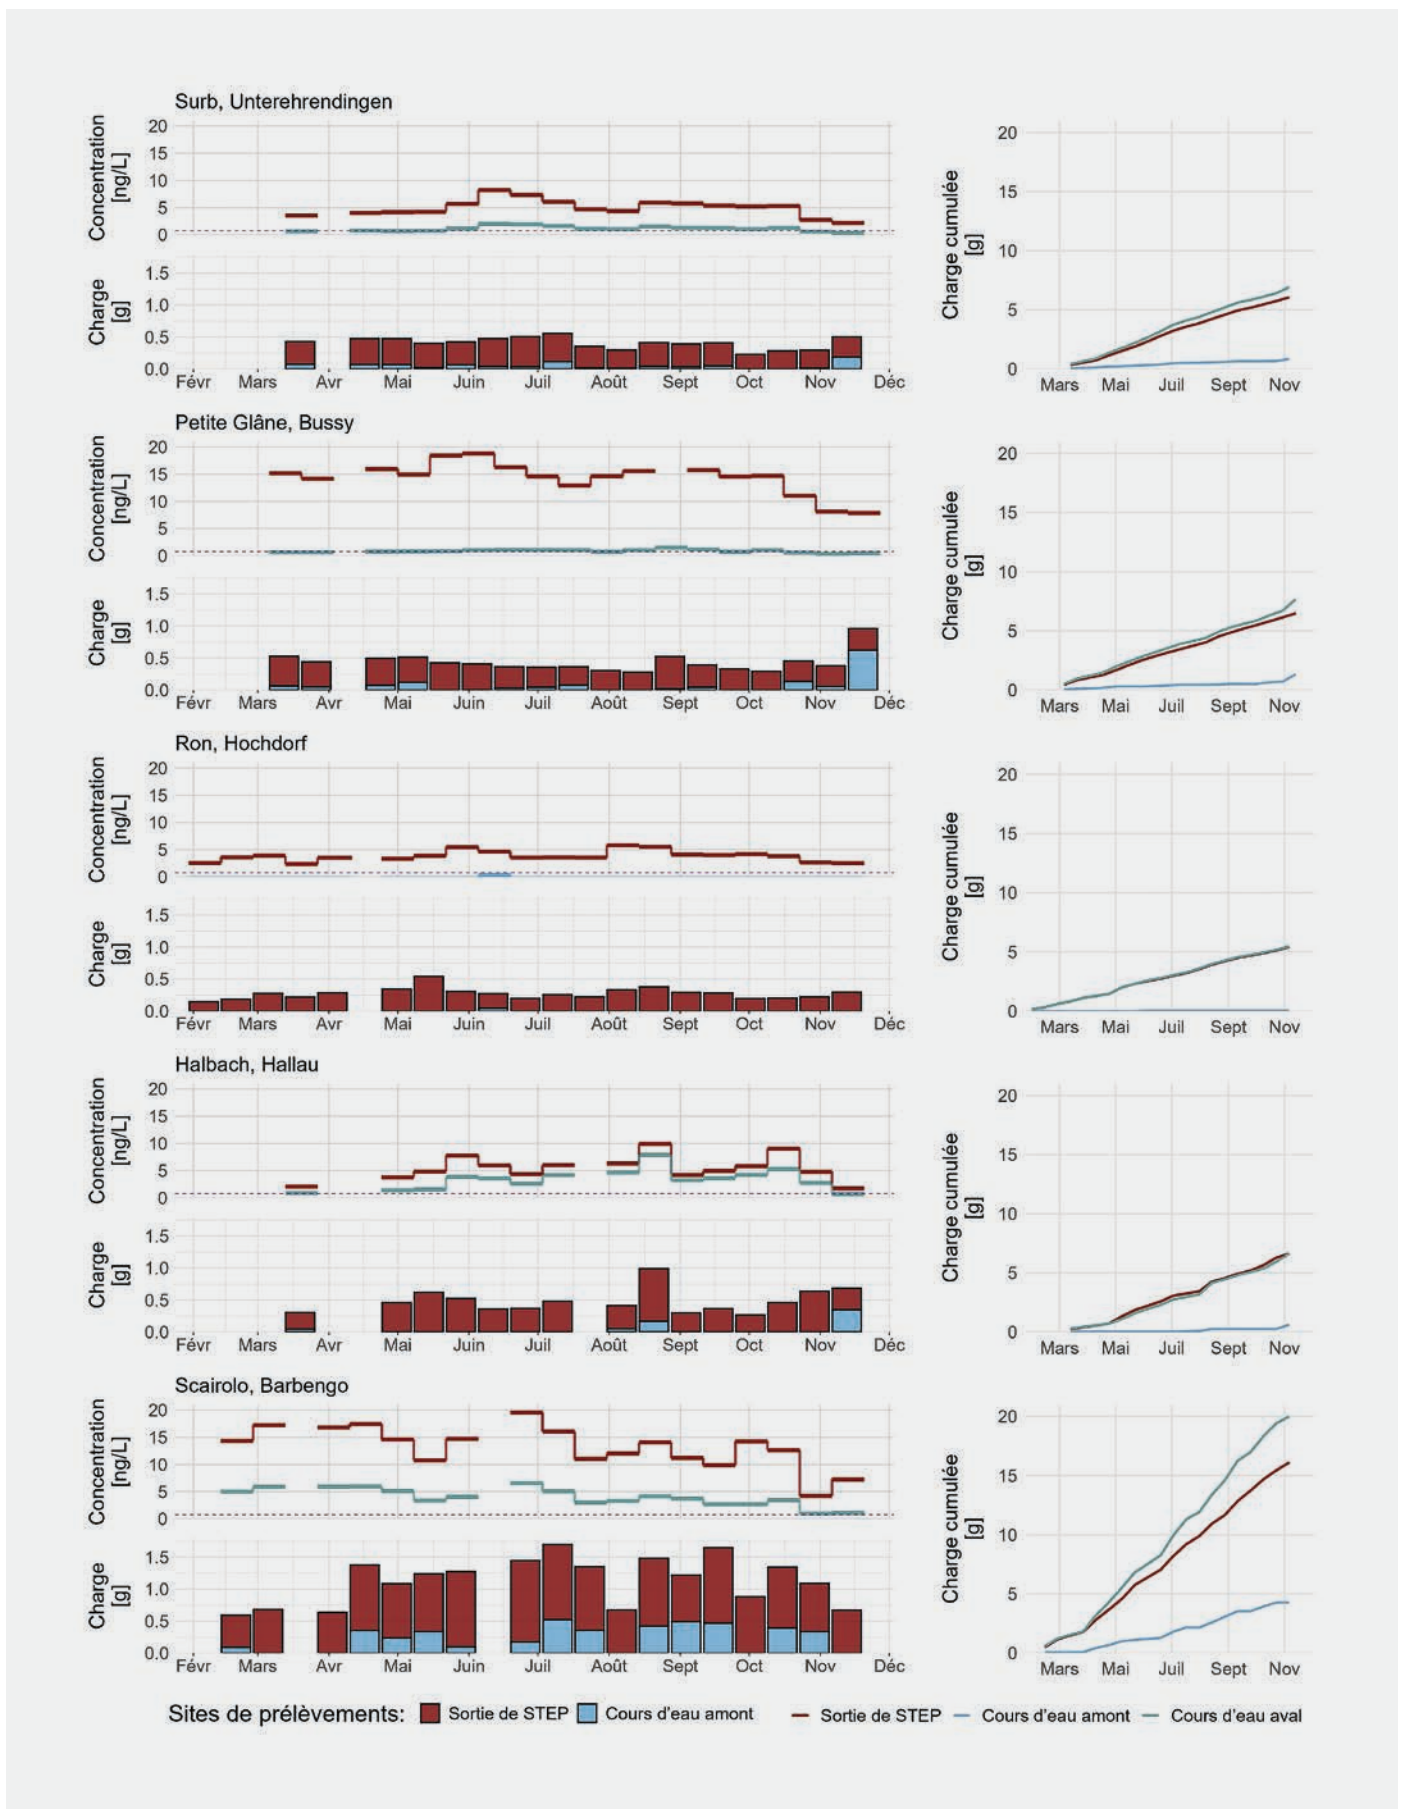 Surb, Unterehrendingen
Concentration
[ng/L]
20
15
10
5
0
Charge
[g]
1.5
1.0
0.5
0.0
Févr Mars Avr Mai Juin Juil Août Sept Oct Nov Déc
Charge cumulée
[g]
20
15
10
5
0
Mars Mai Juil Sept Nov
Petite Glâne, Bussy
Concentration
[ng/L]
20
15
10
5
0
Charge
[g]
1.5
1.0
0.5
0.0
Févr Mars Avr Mai Juin Juil Août Sept Oct Nov Déc
Charge cumulée
[g]
20
15
10
5
0
Mars Mai Juil Sept Nov
Ron, Hochdorf
Concentration
[ng/L]
20
15
10
5
0
Charge
[g]
1.5
1.0
0.5
0.0
Févr Mars Avr Mai Juin Juil Août Sept Oct Nov Déc
Charge cumulée
[g]
20
15
10
5
0
Mars Mai Juil Sept Nov
Halbach, Hallau
Concentration
[ng/L]
20
15
10
5
0
Charge
[g]
1.5
1.0
0.5
0.0
Févr Mars Avr Mai Juin Juil Août Sept Oct Nov Déc
Charge cumulée
[g]
20
15
10
5
0
Mars Mai Juil Sept Nov
Scairolo, Barbengo
Concentration
[ng/L]
20
15
10
5
0
Charge
[g]
1.5
1.0
0.5
0.0
Févr Mars Avr Mai Juin Juil Août Sept Oct Nov Déc
Charge cumulée
[g]
20
15
10
5
0
Mars Mai Juil Sept Nov
Sites de prélèvements: Sortie de STEP Cours d'eau amont Sortie de STEP Cours d'eau amont Cours d'eau aval